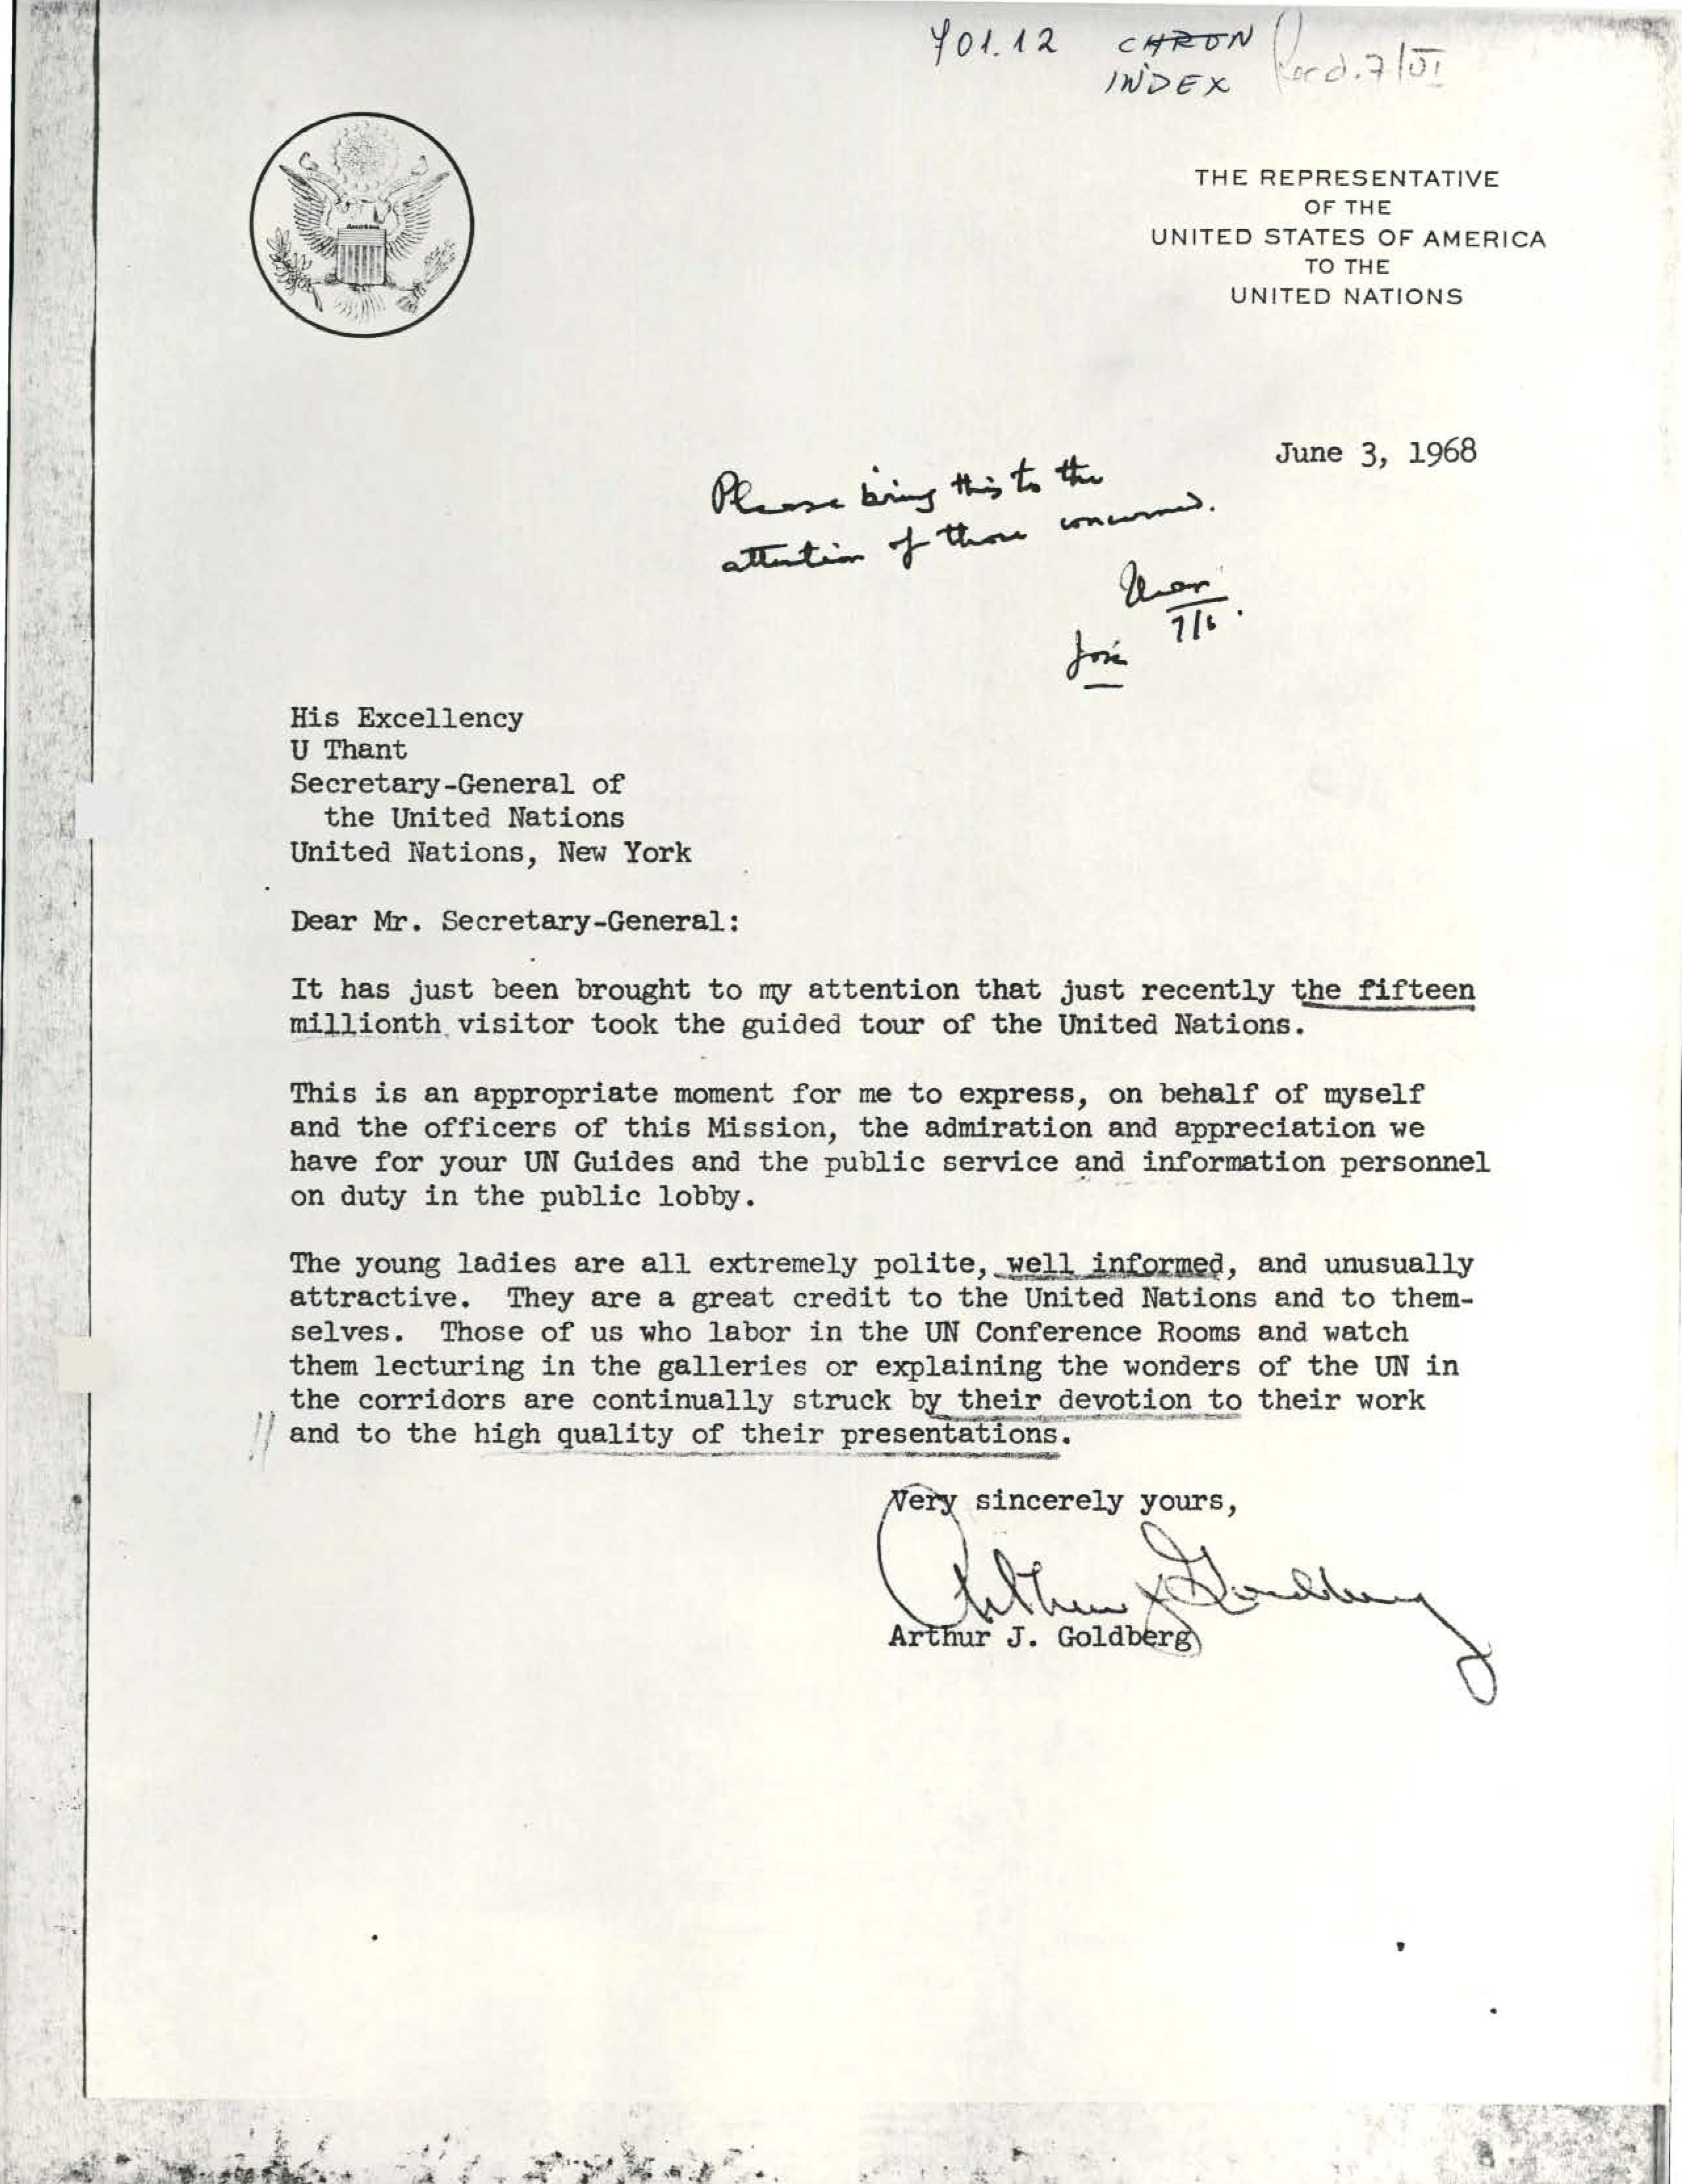 701.12 CHRON
INDEX Recd. 7/VI
THE REPRESENTATIVE
OF THE
UNITED STATES OF AMERICA
TO THE
UNITED NATIONS
June 3, 1968
Please bring this to the
attention of those concerned.
7/6.
José
His Excellency
U Thant
Secretary-General of
the United Nations
United Nations, New York
Dear Mr. Secretary-General:
It has just been brought to my attention that just recently the fifteen
millionth visitor took the guided tour of the United Nations.
This is an appropriate moment for me to express, on behalf of myself
and the officers of this Mission, the admiration and appreciation we
have for your UN Guides and the public service and information personnel
on duty in the public lobby.
The young ladies are all extremely polite, well informed, and unusually
attractive. They are a great credit to the United Nations and to them-
selves. Those of us who labor in the UN Conference Rooms and watch
them lecturing in the galleries or explaining the wonders of the UN in
the corridors are continually struck by their devotion to their work
and to the high quality of their presentations.
Very sincerely yours,
Arthur J Goldberg
Arthur J. Goldberg